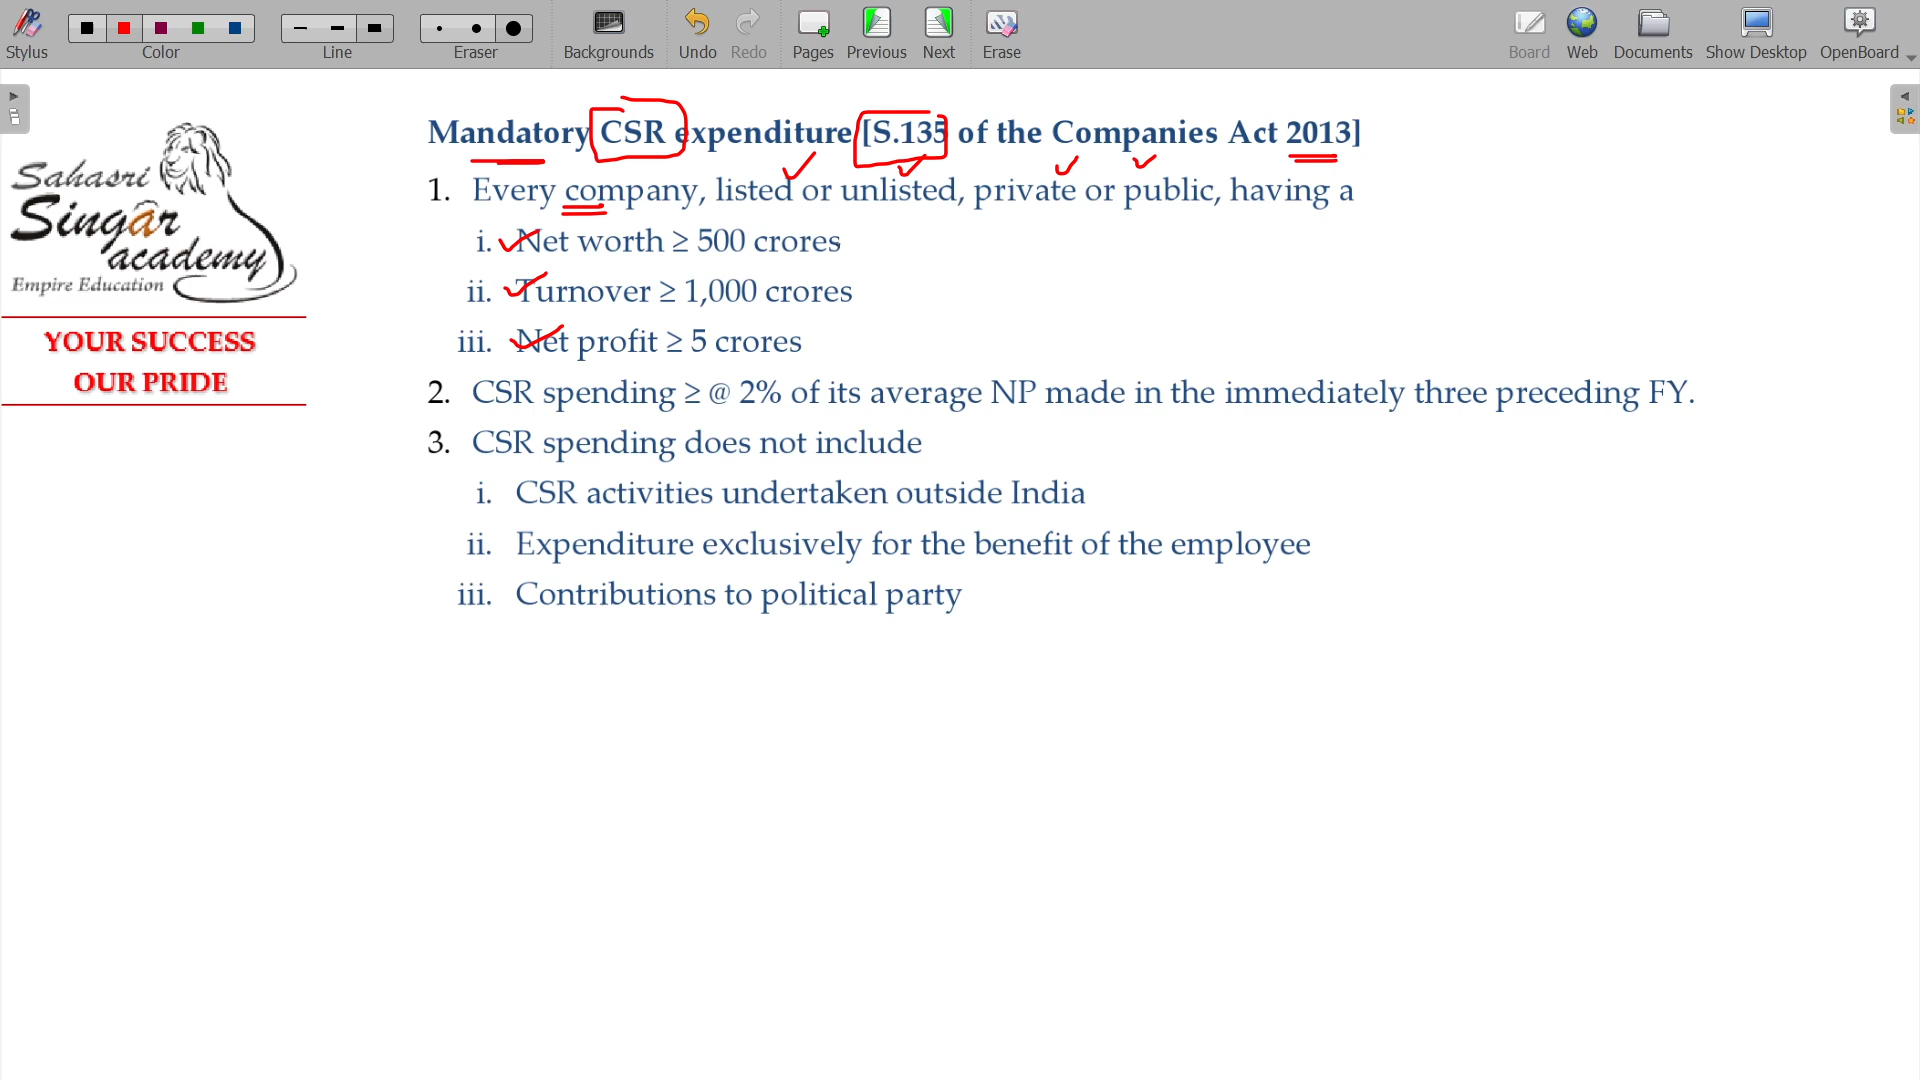 Stylus
Color
Line
Eraser
Backgrounds
Undo
Redo
Pages
Previous
Next
Erase
Board
Web
Documents
Show Desktop
OpenBoard
Sahasri
Singar
academy
Empire Education
YOUR SUCCESS
OUR PRIDE
Mandatory CSR expenditure [S.135 of the Companies Act 2013]
1. Every company, listed or unlisted, private or public, having a
i. Net worth ≥ 500 crores
ii. Turnover ≥ 1,000 crores
iii. Net profit ≥ 5 crores
2. CSR spending ≥ @ 2% of its average NP made in the immediately three preceding FY.
3. CSR spending does not include
i. CSR activities undertaken outside India
ii. Expenditure exclusively for the benefit of the employee
iii. Contributions to political party